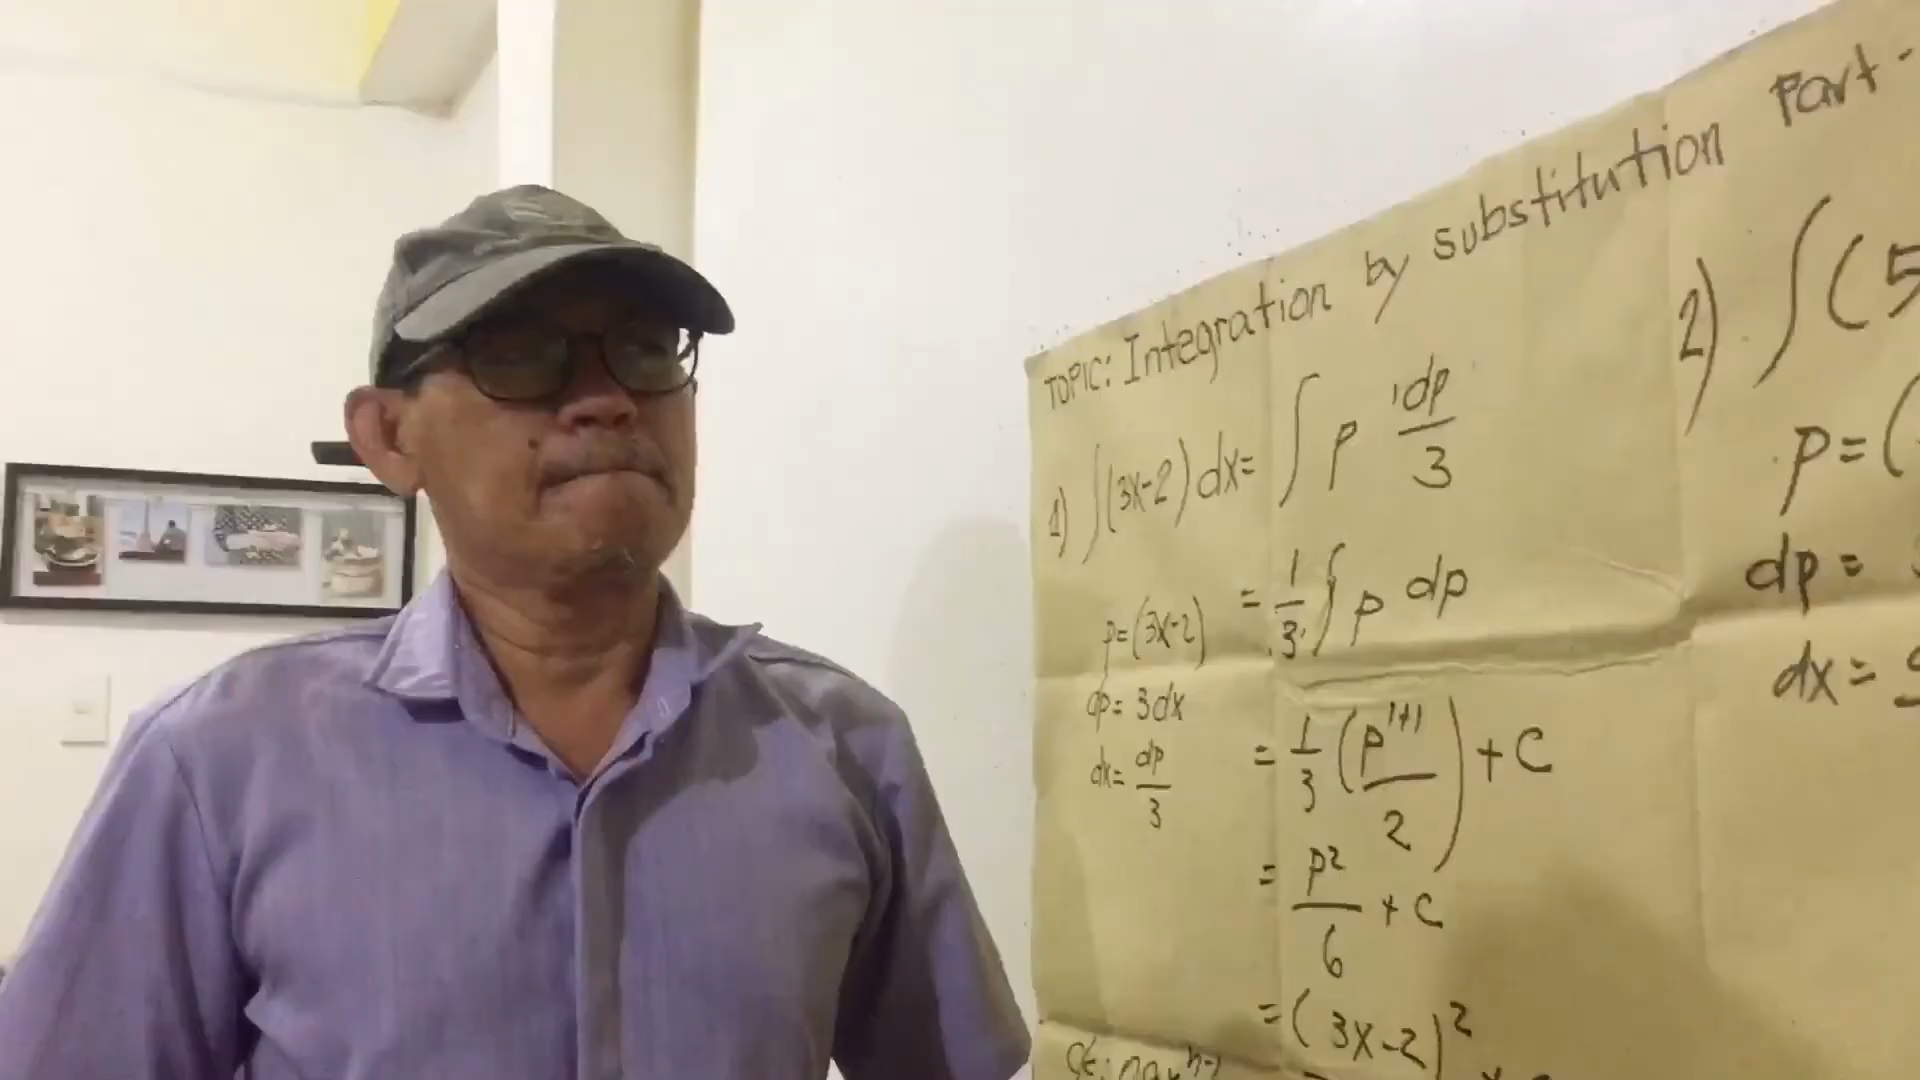 TOPIC: Integration by substitution Part-
1) ∫(3x-2) dx = ∫ p dp/3
p=(3x-2)
dp= 3dx
dx= dp/3
= 1/3 ∫ p dp
= 1/3 (p^1+1/2) + C
= p²/6 + C
= (3x-2)²
2) ∫(5
p=(
dp=
dx=